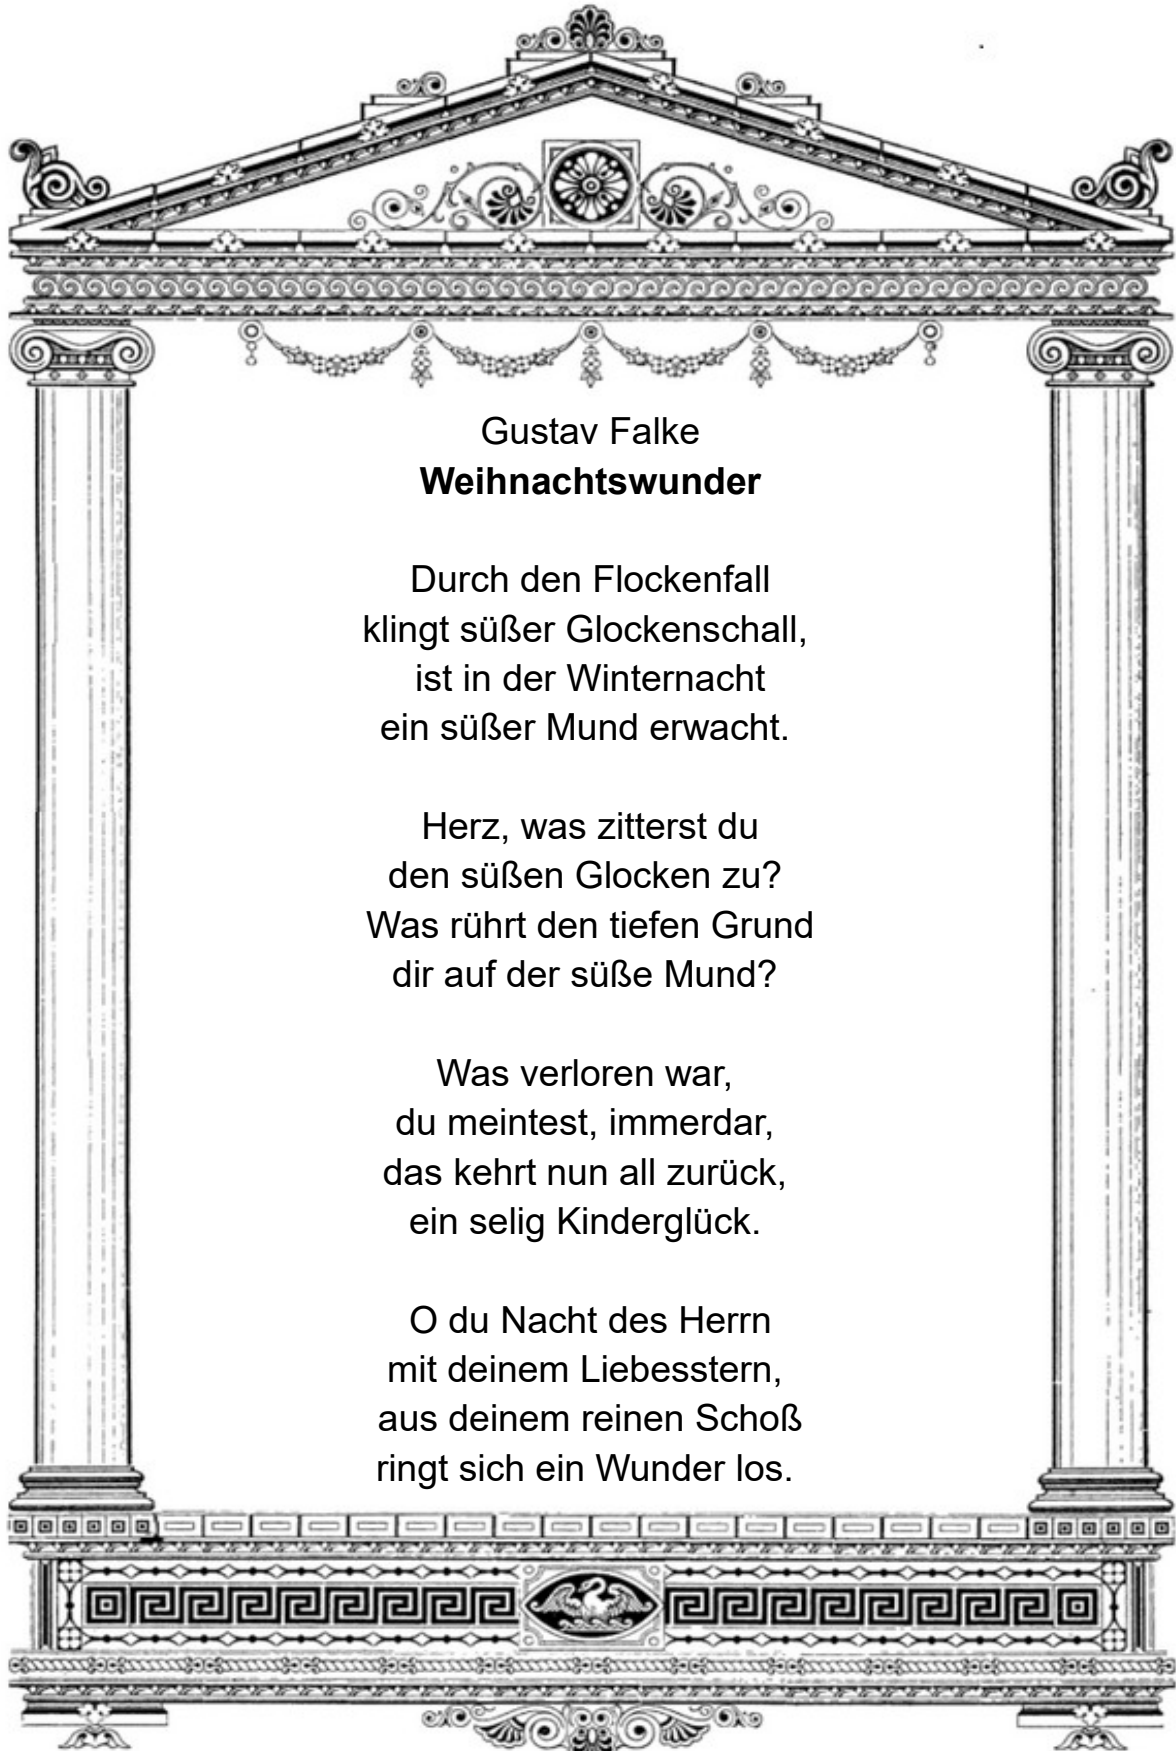 Gustav Falke
Weihnachtswunder
Durch den Flockenfall
klingt süßer Glockenschall,
ist in der Winternacht
ein süßer Mund erwacht.
Herz, was zitterst du
den süßen Glocken zu?
Was rührt den tiefen Grund
dir auf der süße Mund?
Was verloren war,
du meintest, immerdar,
das kehrt nun all zurück,
ein selig Kinderglück.
O du Nacht des Herrn
mit deinem Liebesstern,
aus deinem reinen Schoß
ringt sich ein Wunder los.